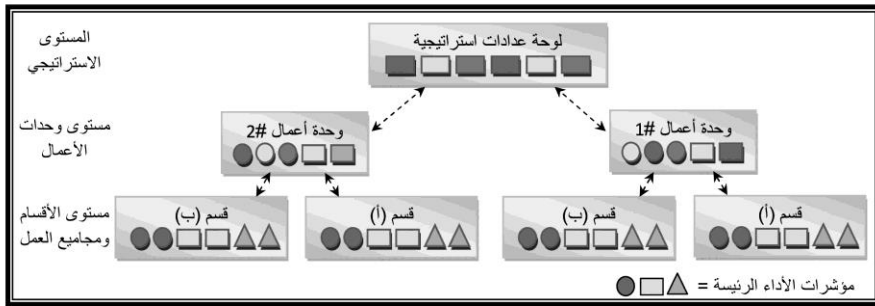 المستوى
الاستراتيجي
لوحة عدادات استراتيجية
مستوى وحدات
الأعمال
وحدة أعمال #1
وحدة أعمال #2
مستوى الأقسام
ومجاميع العمل
قسم (أ)
قسم (ب)
قسم (أ)
قسم (ب)
مؤشرات الأداء الرئيسة =